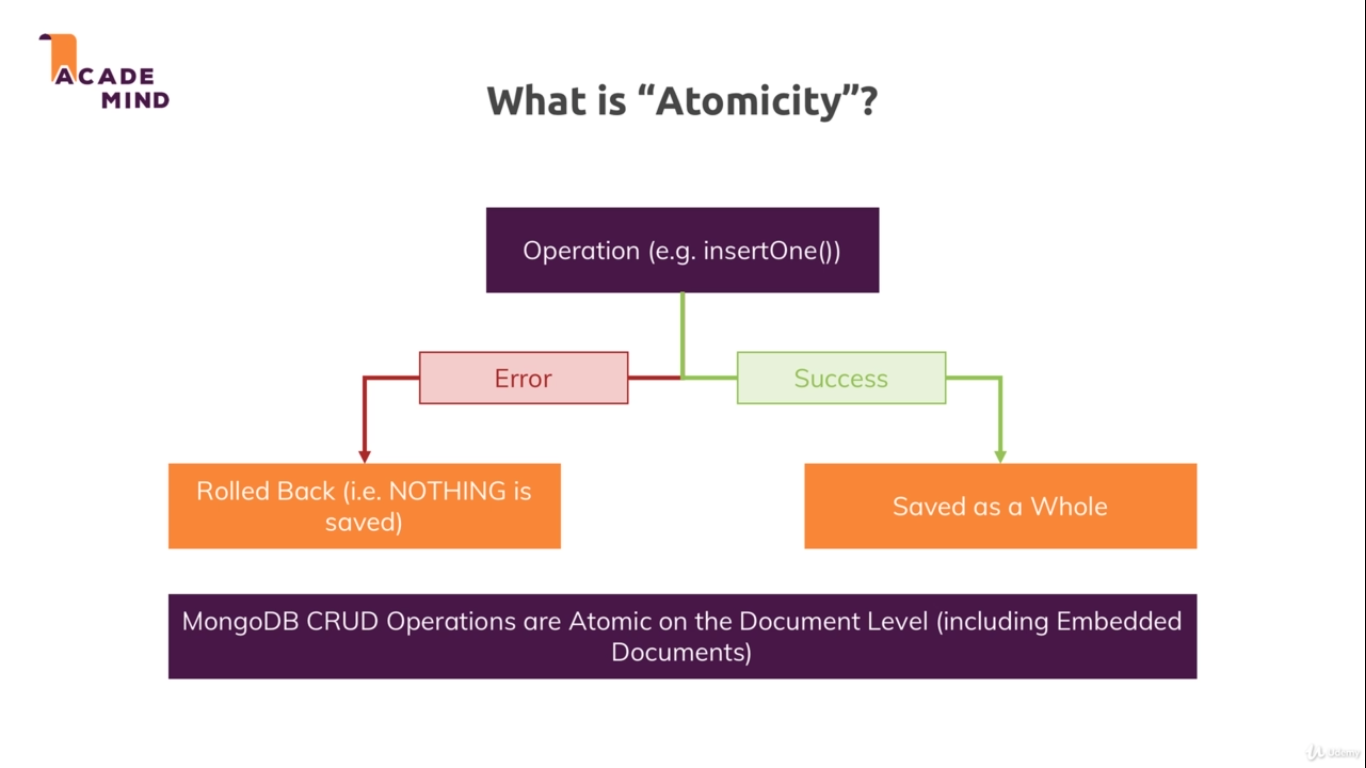 ACADE
MIND
What is “Atomicity”?
Operation (e.g. insertOne())
Error
Success
Rolled Back (i.e. NOTHING is
saved)
Saved as a Whole
MongoDB CRUD Operations are Atomic on the Document Level (including Embedded
Documents)
Udemy